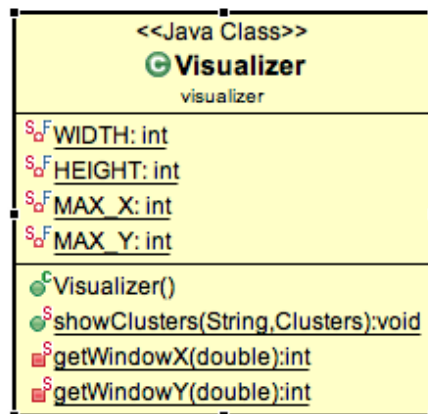 <<Java Class>>
C Visualizer
visualizer
S F WIDTH: int
S F HEIGHT: int
S F MAX_X: int
S F MAX_Y: int
C Visualizer()
S showClusters(String,Clusters):void
S getWindowX(double):int
S getWindowY(double):int